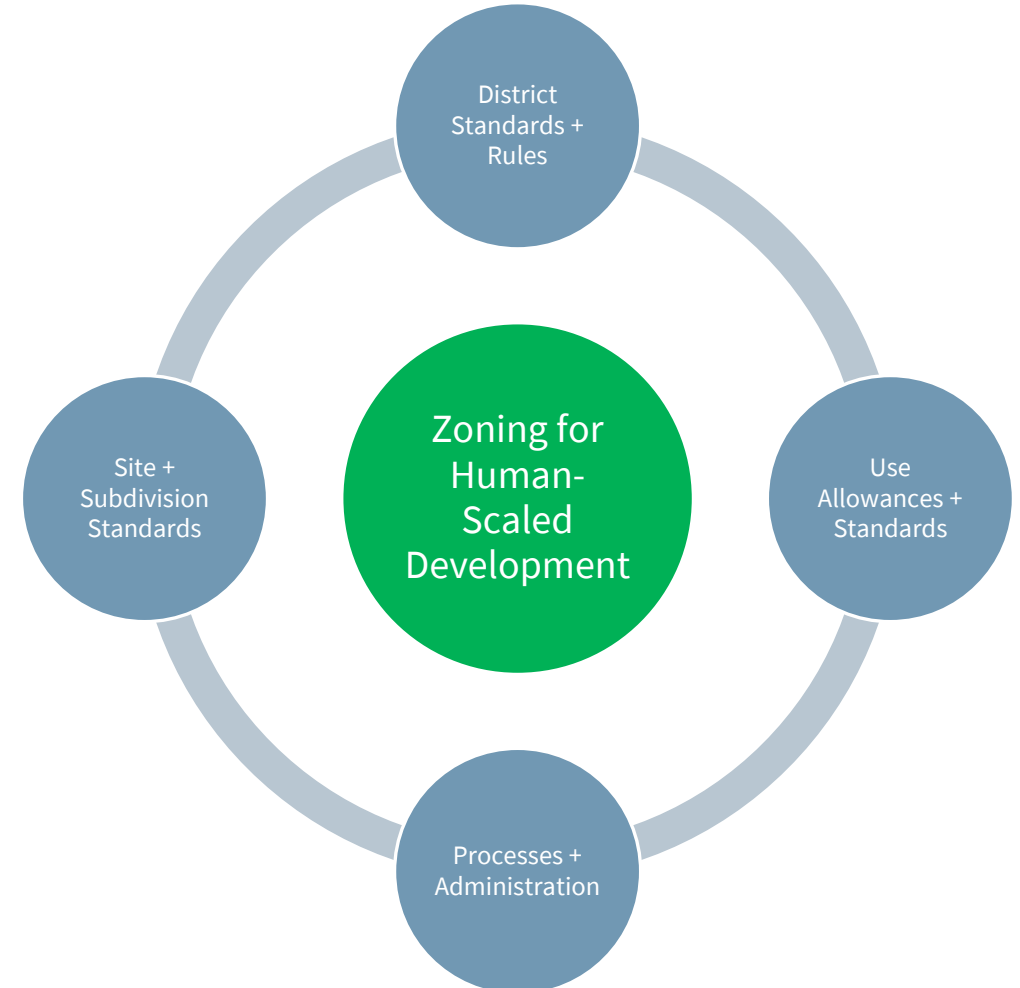 District
Standards +
Rules
Zoning for
Human-
Scaled
Development
Site +
Subdivision
Standards
Use
Allowances +
Standards
Processes +
Administration